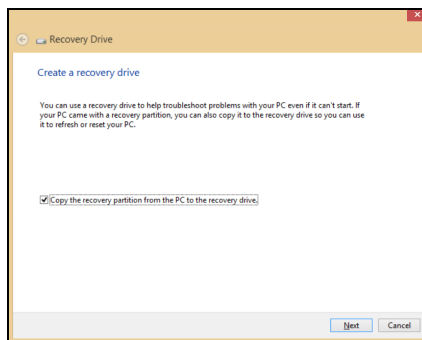 Recovery Drive
Create a recovery drive
You can use a recovery drive to help troubleshoot problems with your PC even if it can't start. If
your PC came with a recovery partition, you can also copy it to the recovery drive so you can use
it to refresh or reset your PC.
Copy the recovery partition from the PC to the recovery drive.
Next Cancel